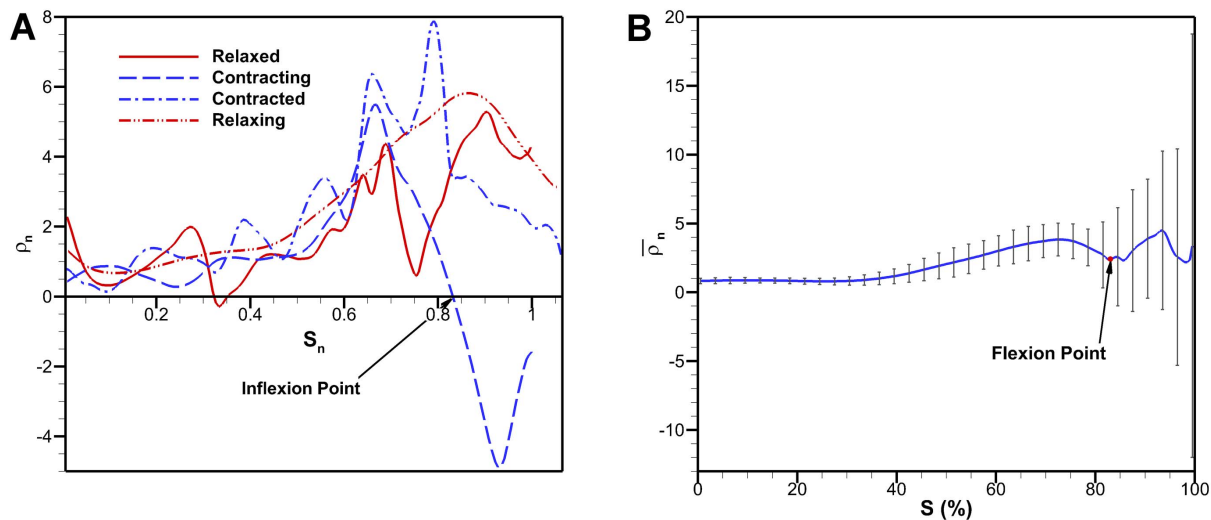 A
8
6
4
2
0
-2
-4
ρn
Relaxed
Contracting
Contracted
Relaxing
0.2
0.4
0.6
0.8
1
Sn
Inflexion Point
B
20
15
10
5
0
-5
-10
ρ̅n
Flexion Point
0
20
40
60
80
100
S (%)